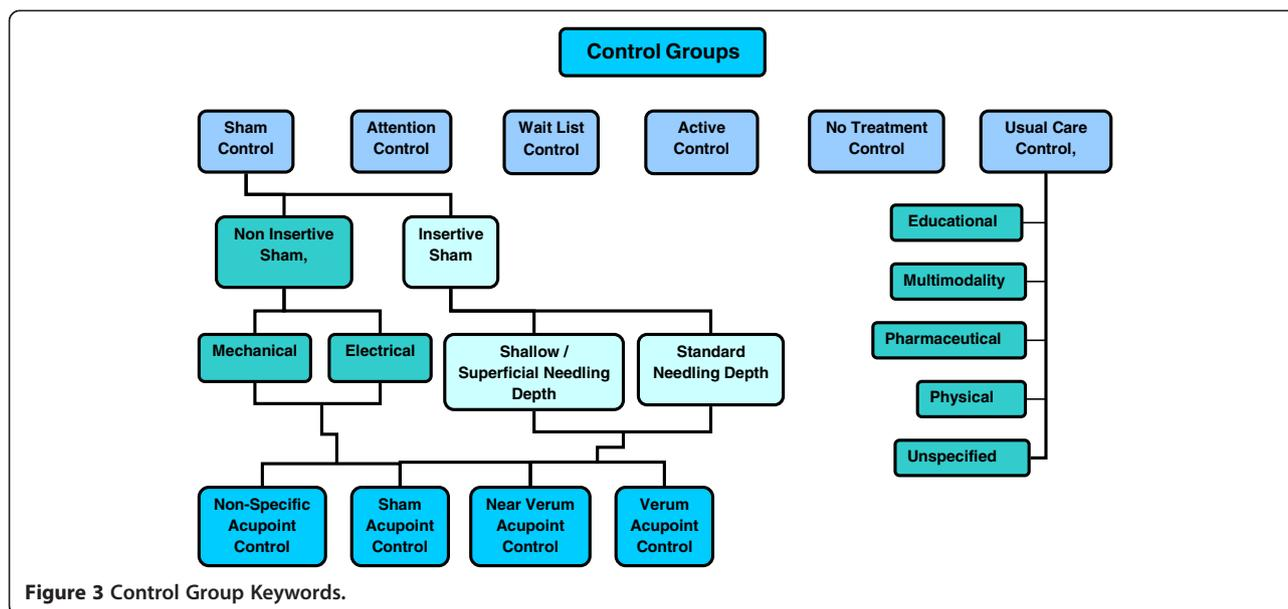 Control Groups
Sham
Control
Attention
Control
Wait List
Control
Active
Control
No Treatment
Control
Usual Care
Control,
Non Insertive
Sham,
Insertive
Sham
Educational
Multimodality
Pharmaceutical
Physical
Unspecified
Mechanical
Electrical
Shallow /
Superficial Needling
Depth
Standard
Needling Depth
Non-Specific
Acupoint
Control
Sham
Acupoint
Control
Near Verum
Acupoint
Control
Verum
Acupoint
Control
Figure 3 Control Group Keywords.